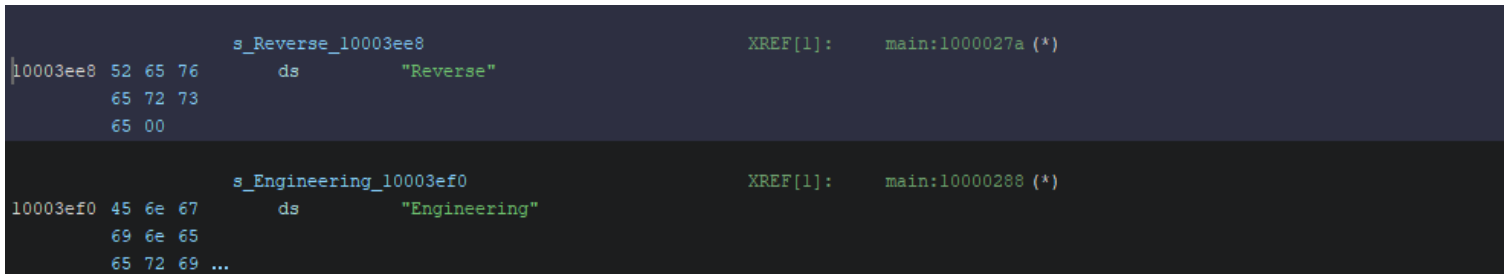 s_Reverse_10003ee8 XREF[1]: main:1000027a (*)
10003ee8 52 65 76 ds "Reverse"
65 72 73
65 00
s_Engineering_10003ef0 XREF[1]: main:10000288 (*)
10003ef0 45 6e 67 ds "Engineering"
69 6e 65
65 72 69 ...